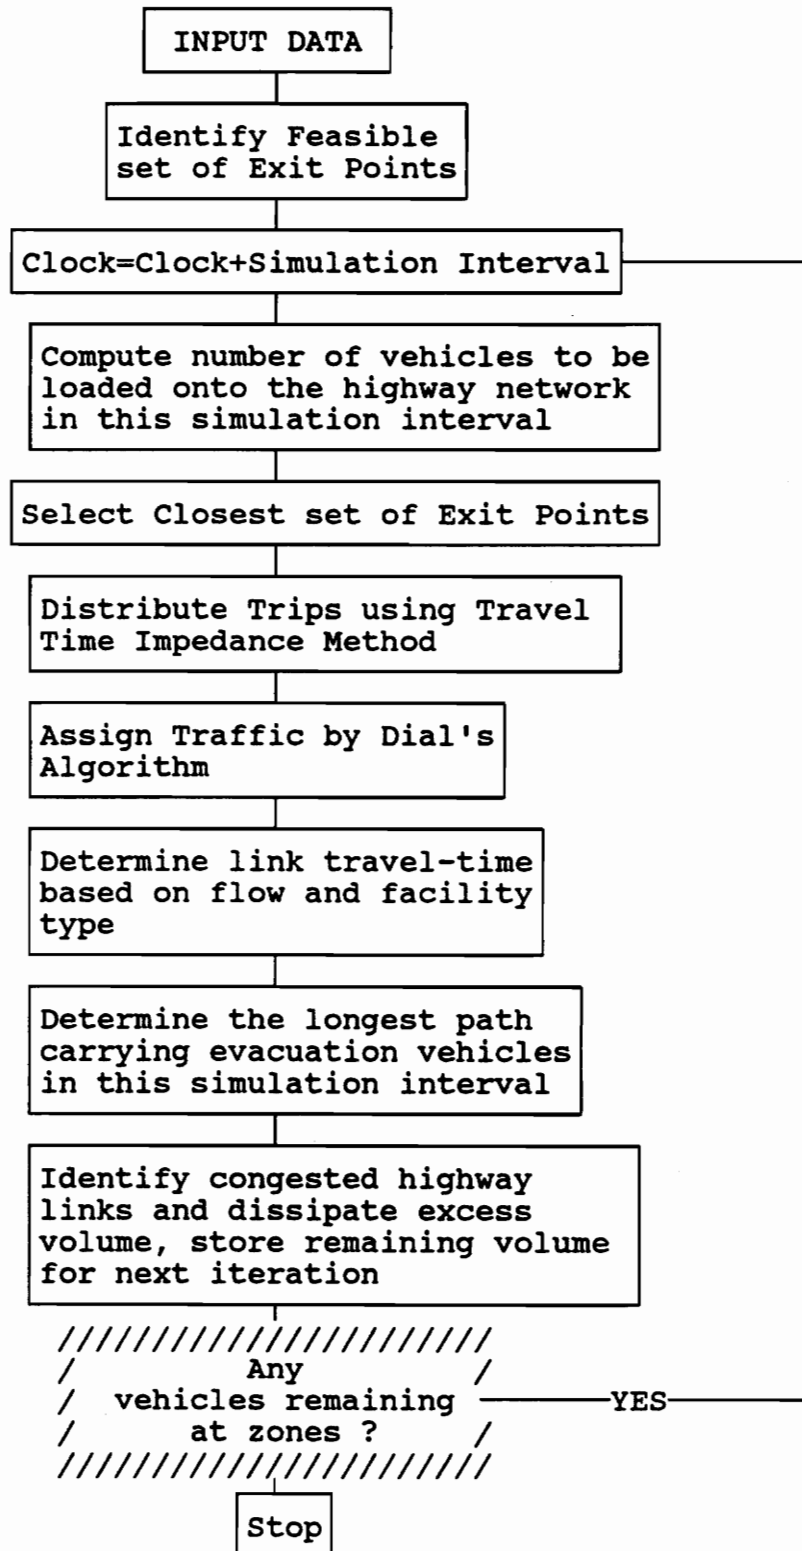 INPUT DATA
Identify Feasible
set of Exit Points
Clock=Clock+Simulation Interval
Compute number of vehicles to be
loaded onto the highway network
in this simulation interval
Select Closest set of Exit Points
Distribute Trips using Travel
Time Impedance Method
Assign Traffic by Dial's
Algorithm
Determine link travel-time
based on flow and facility
type
Determine the longest path
carrying evacuation vehicles
in this simulation interval
Identify congested highway
links and dissipate excess
volume, store remaining volume
for next iteration
Any
vehicles remaining
YES
at zones ?
Stop